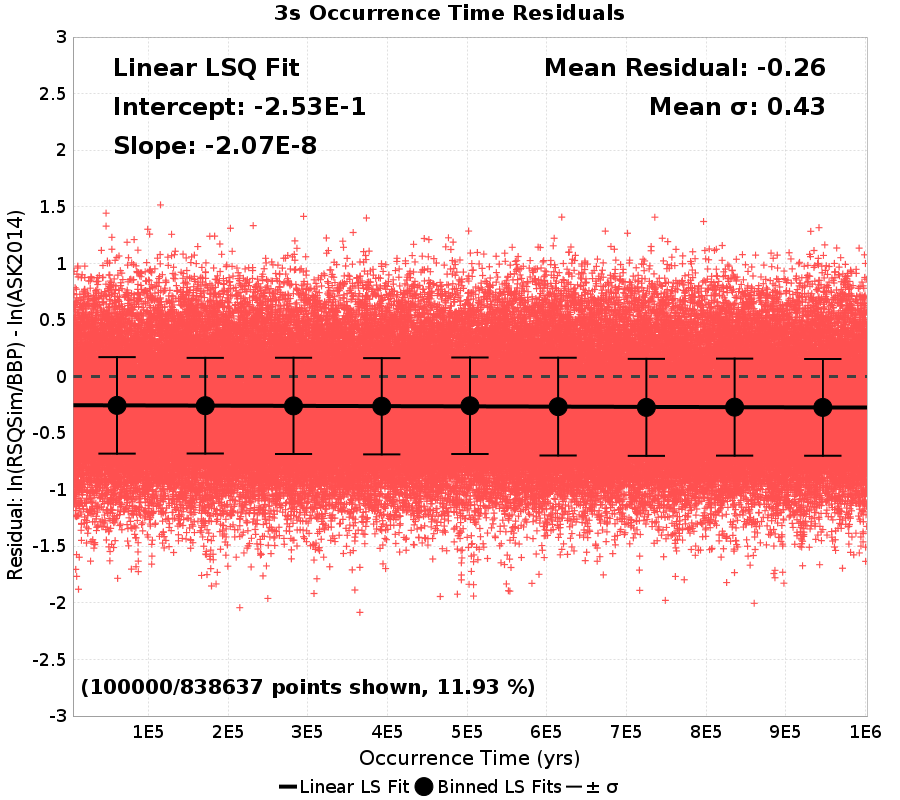 3s Occurrence Time Residuals
Linear LSQ Fit
Intercept: -2.53E-1
Slope: -2.07E-8
Mean Residual: -0.26
Mean σ: 0.43
3
2.5
2
1.5
1
0.5
0
-0.5
-1
-1.5
-2
-2.5
-3
Residual: ln(RSQSim/BBP) - ln(ASK2014)
(100000/838637 points shown, 11.93 %)
1E5 2E5 3E5 4E5 5E5 6E5 7E5 8E5 9E5 1E6
Occurrence Time (yrs)
Linear LS Fit Binned LS Fits ± σ